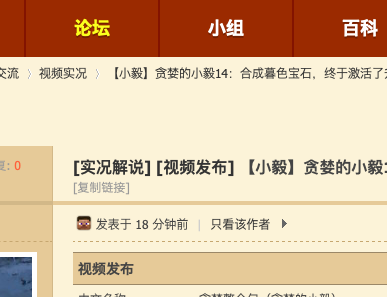 论坛 小组 百科
交流 〉 视频实况 〉 【小毅】贪婪的小毅14：合成暮色宝石，终于激活了
复: 0
[实况解说] [视频发布] 【小毅】贪婪的小毅1
[复制链接]
发表于 18 分钟前 | 只看该作者
视频发布